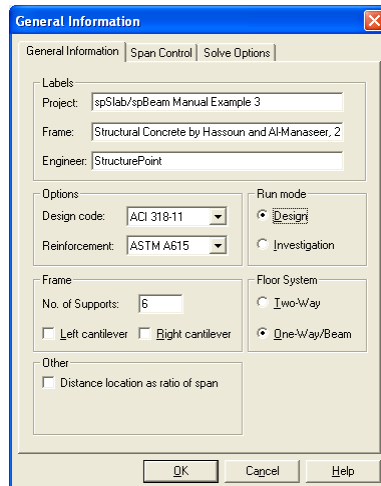 General Information
General Information Span Control Solve Options
Labels
Project: spSlab/spBeam Manual Example 3
Frame: Structural Concrete by Hassoun and Al-Manaseer, 2
Engineer: StructurePoint
Options
Design code: ACI 318-11
Reinforcement: ASTM A615
Run mode
Design
Investigation
Frame
No. of Supports: 6
Left cantilever Right cantilever
Floor System
Two-Way
One-Way/Beam
Other
Distance location as ratio of span
OK Cancel Help